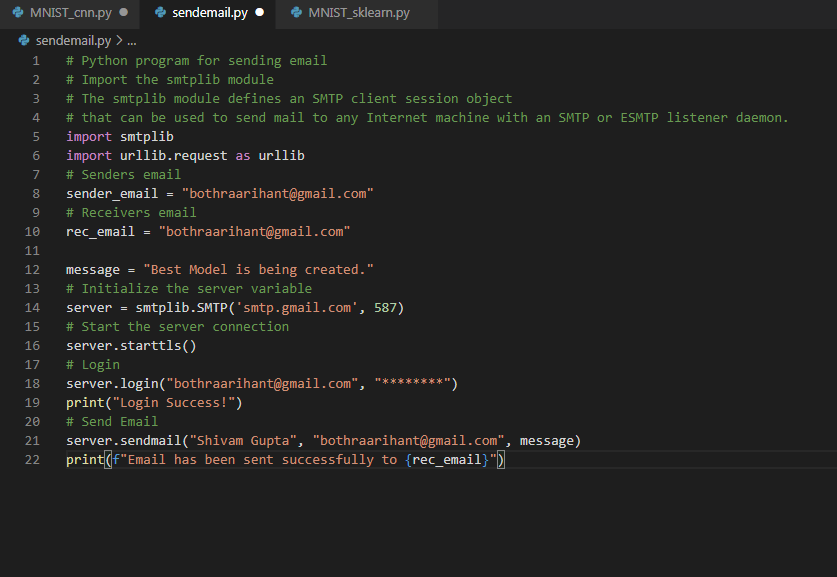 MNIST_cnn.py ● sendemail.py ● MNIST_sklearn.py
sendemail.py > ...
1 # Python program for sending email
2 # Import the smtplib module
3 # The smtplib module defines an SMTP client session object
4 # that can be used to send mail to any Internet machine with an SMTP or ESMTP listener daemon.
5 import smtplib
6 import urllib.request as urllib
7 # Senders email
8 sender_email = "bothraarihant@gmail.com"
9 # Receivers email
10 rec_email = "bothraarihant@gmail.com"
11
12 message = "Best Model is being created."
13 # Initialize the server variable
14 server = smtplib.SMTP('smtp.gmail.com', 587)
15 # Start the server connection
16 server.starttls()
17 # Login
18 server.login("bothraarihant@gmail.com", "********")
19 print("Login Success!")
20 # Send Email
21 server.sendmail("Shivam Gupta", "bothraarihant@gmail.com", message)
22 print(f"Email has been sent successfully to {rec_email}")